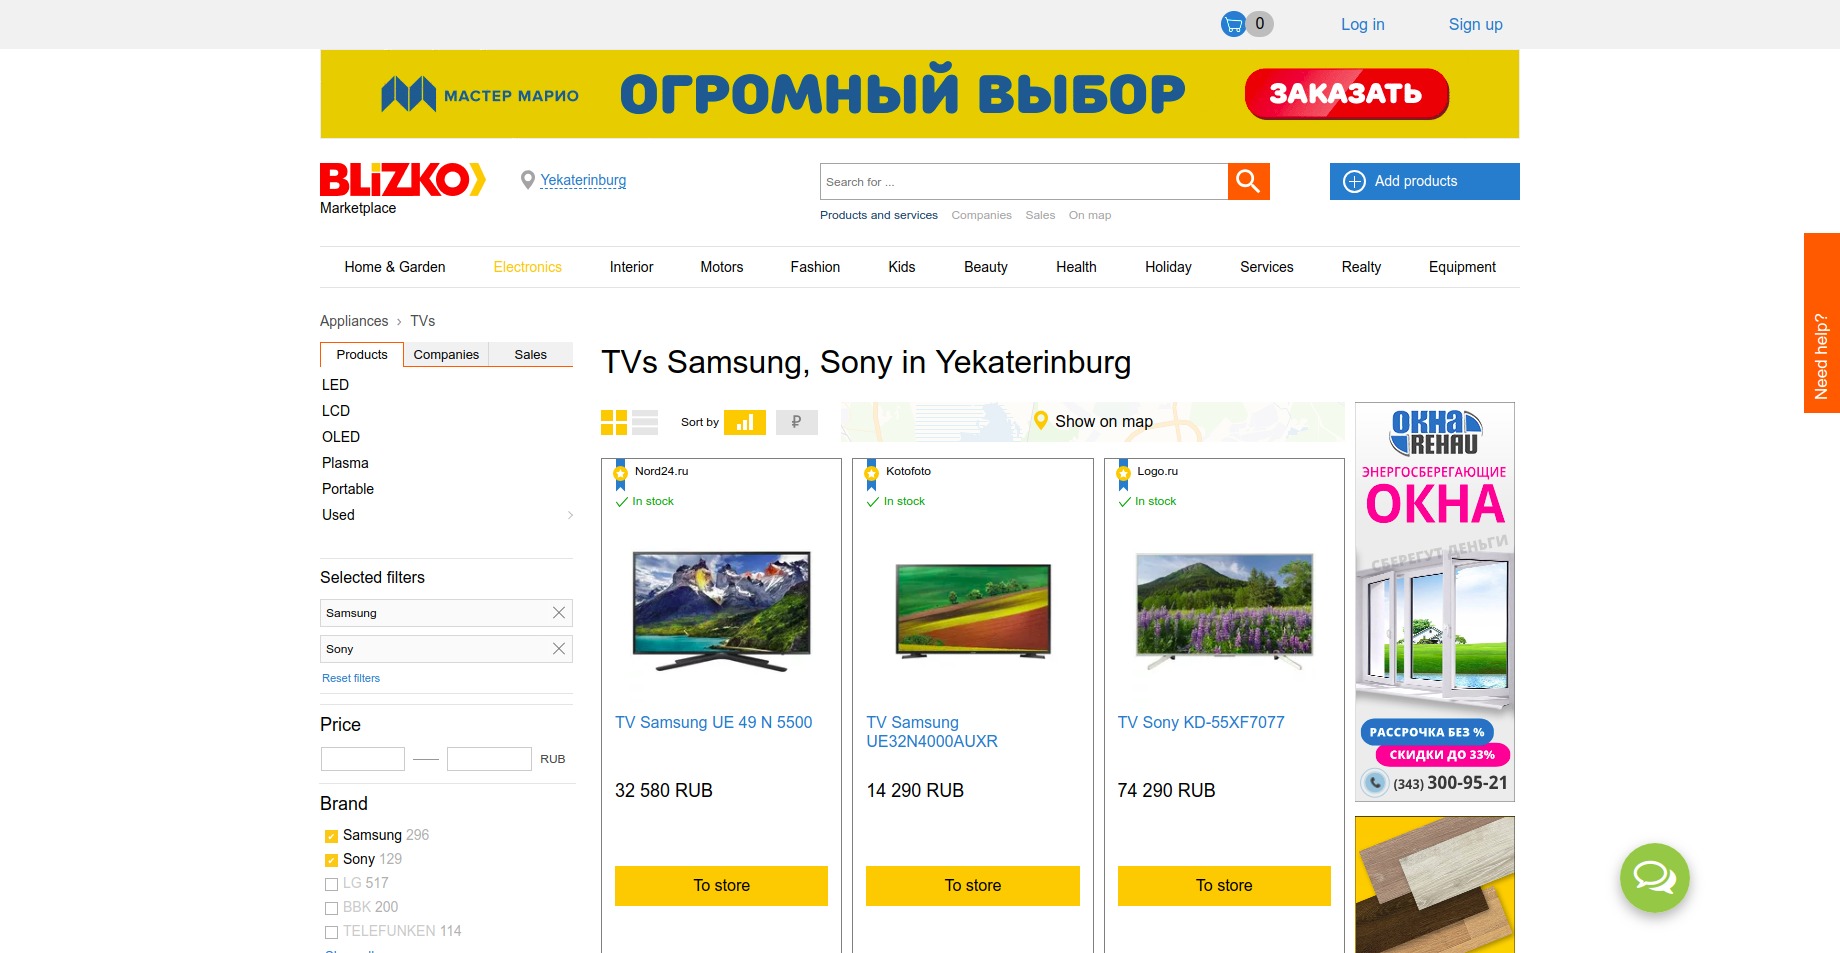 0
Log in
Sign up
МАСТЕР МАРИО
ОГРОМНЫЙ ВЫБОР
ЗАКАЗАТЬ
BLiZKO
Marketplace
Yekaterinburg
Search for ...
Add products
Products and services
Companies
Sales
On map
Home & Garden
Electronics
Interior
Motors
Fashion
Kids
Beauty
Health
Holiday
Services
Realty
Equipment
Need help?
Appliances › TVs
Products
Companies
Sales
LED
LCD
OLED
Plasma
Portable
Used
Selected filters
Samsung
Sony
Reset filters
Price
RUB
Brand
Samsung 296
Sony 129
LG 517
BBK 200
TELEFUNKEN 114
TVs Samsung, Sony in Yekaterinburg
Sort by
₽
Show on map
Nord24.ru
In stock
TV Samsung UE 49 N 5500
32 580 RUB
To store
Kotofoto
In stock
TV Samsung
UE32N4000AUXR
14 290 RUB
To store
Logo.ru
In stock
TV Sony KD-55XF7077
74 290 RUB
To store
ОКНА
REHAU
ЭНЕРГОСБЕРЕГАЮЩИЕ
ОКНА
СБЕРЕГУТ ДЕНЬГИ
РАССРОЧКА БЕЗ %
СКИДКИ ДО 33%
(343) 300-95-21